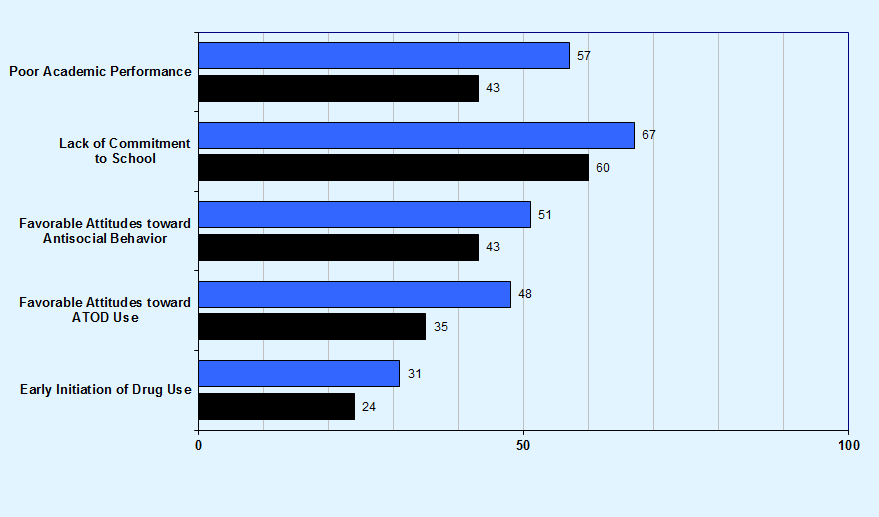 Poor Academic Performance
57
43
Lack of Commitment
to School
67
60
Favorable Attitudes toward
Antisocial Behavior
51
43
Favorable Attitudes toward
ATOD Use
48
35
Early Initiation of Drug Use
31
24
0 50 100